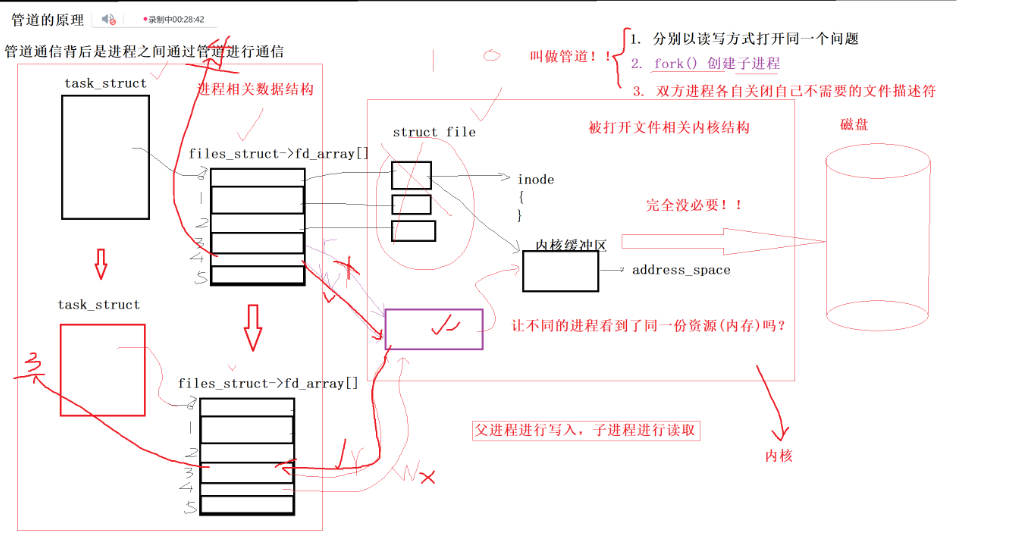 管道的原理
录制中00:28:42
管道通信背后是进程之间通过管道进行通信
叫做管道！！
1. 分别以读写方式打开同一个问题
2. fork() 创建子进程
3. 双方进程各自关闭自己不需要的文件描述符
task_struct
进程相关数据结构
被打开文件相关内核结构
磁盘
struct file
files_struct->fd_array[]
1
2
3
4
5
inode
{
}
完全没必要！！
内核缓冲区
address_space
task_struct
让不同的进程看到了同一份资源(内存)吗?
3
files_struct->fd_array[]
1
2
3
4
5
W
父进程进行写入，子进程进行读取
内核